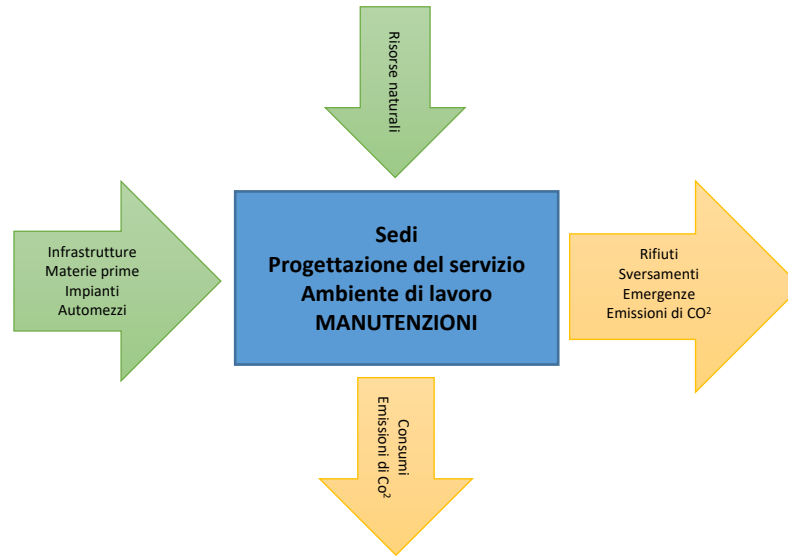 Risorse naturali
Infrastrutture
Materie prime
Impianti
Automezzi
Sedi
Progettazione del servizio
Ambiente di lavoro
MANUTENZIONI
Rifiuti
Sversamenti
Emergenze
Emissioni di CO²
Consumi
Emissioni di Co²